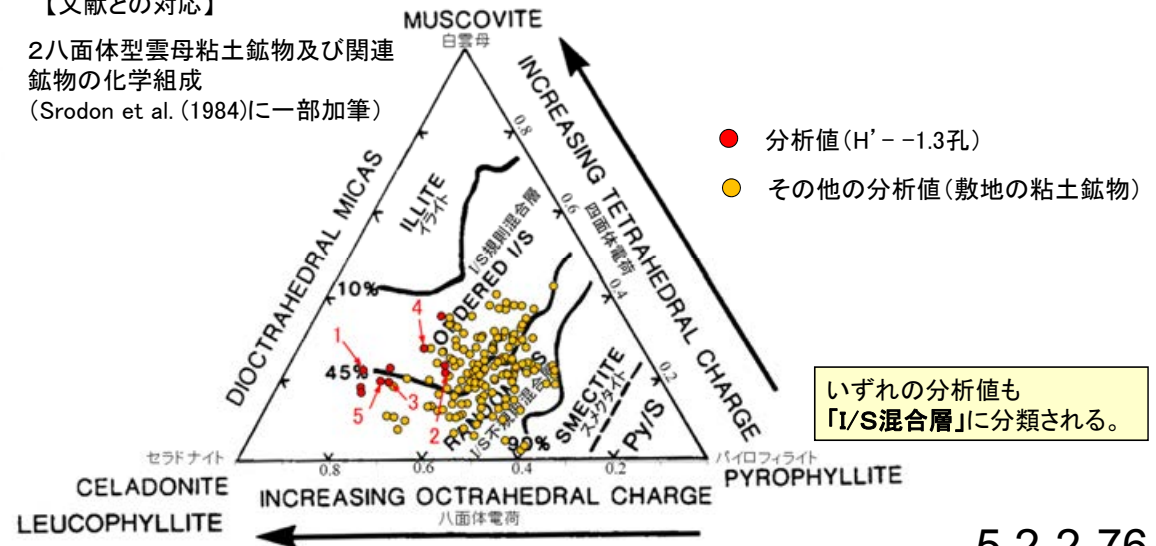 【文献との対応】
2八面体型雲母粘土鉱物及び関連
鉱物の化学組成
(Srodon et al. (1984)に一部加筆)
MUSCOVITE
白雲母
INCREASING TETRAHEDRAL CHARGE
四面体電荷
0.8
0.6
0.4
0.2
DIOCTRAHEDRAL MICAS
ILLITE
イライト
I/S規則混合層
ORDERED I/S
10%
45%
90%
1
2
3
4
5
I/S不規則混合層
SMECTITE
スメクタイト
Py/S
分析値(H’- -1.3孔)
その他の分析値(敷地の粘土鉱物)
いずれの分析値も
「I/S混合層」に分類される。
セラドナイト
CELADONITE
LEUCOPHYLLITE
0.8
0.6
0.4
0.2
INCREASING OCTRAHEDRAL CHARGE
八面体電荷
パイロフィライト
PYROPHYLLITE